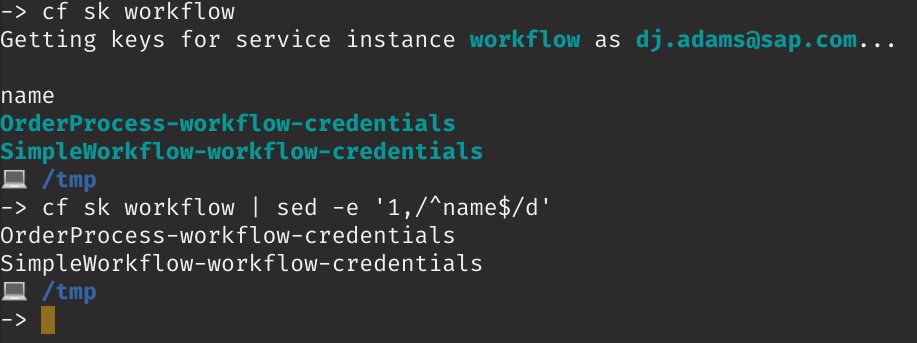 -> cf sk workflow
Getting keys for service instance workflow as dj.adams@sap.com...
name
OrderProcess-workflow-credentials
SimpleWorkflow-workflow-credentials
💻 /tmp
-> cf sk workflow | sed -e '1,/^name$/d'
OrderProcess-workflow-credentials
SimpleWorkflow-workflow-credentials
💻 /tmp
->